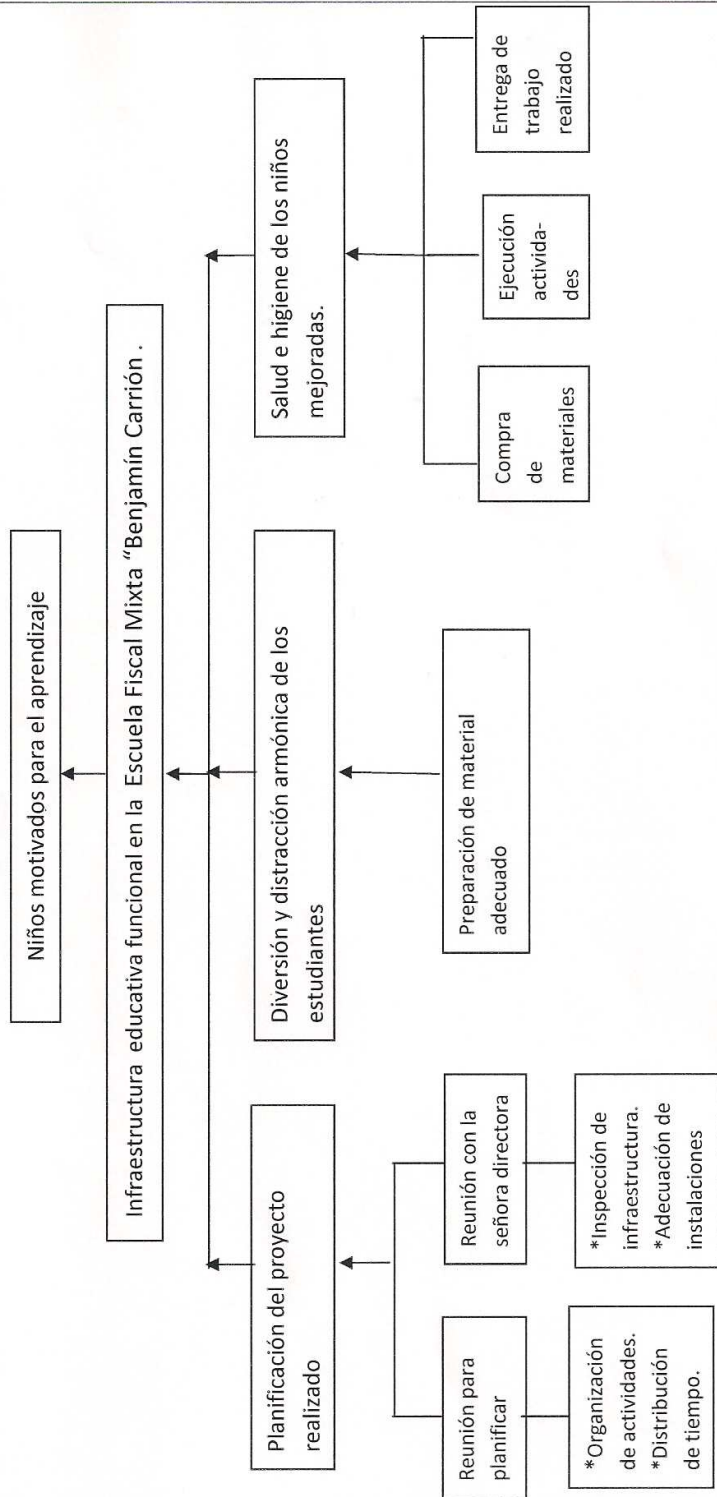 Niños motivados para el aprendizaje
Infraestructura educativa funcional en la Escuela Fiscal Mixta “Benjamín Carrión .
Planificación del proyecto
realizado
Diversión y distracción armónica de los
estudiantes
Salud e higiene de los niños
mejoradas.
Reunión para
planificar
Reunión con la
señora directora
Preparación de material
adecuado
Compra
de
materiales
Ejecución
activida-
des
Entrega de
trabajo
realizado
*Organización
de actividades.
*Distribución
de tiempo.
*Inspección de
infraestructura.
*Adecuación de
instalaciones